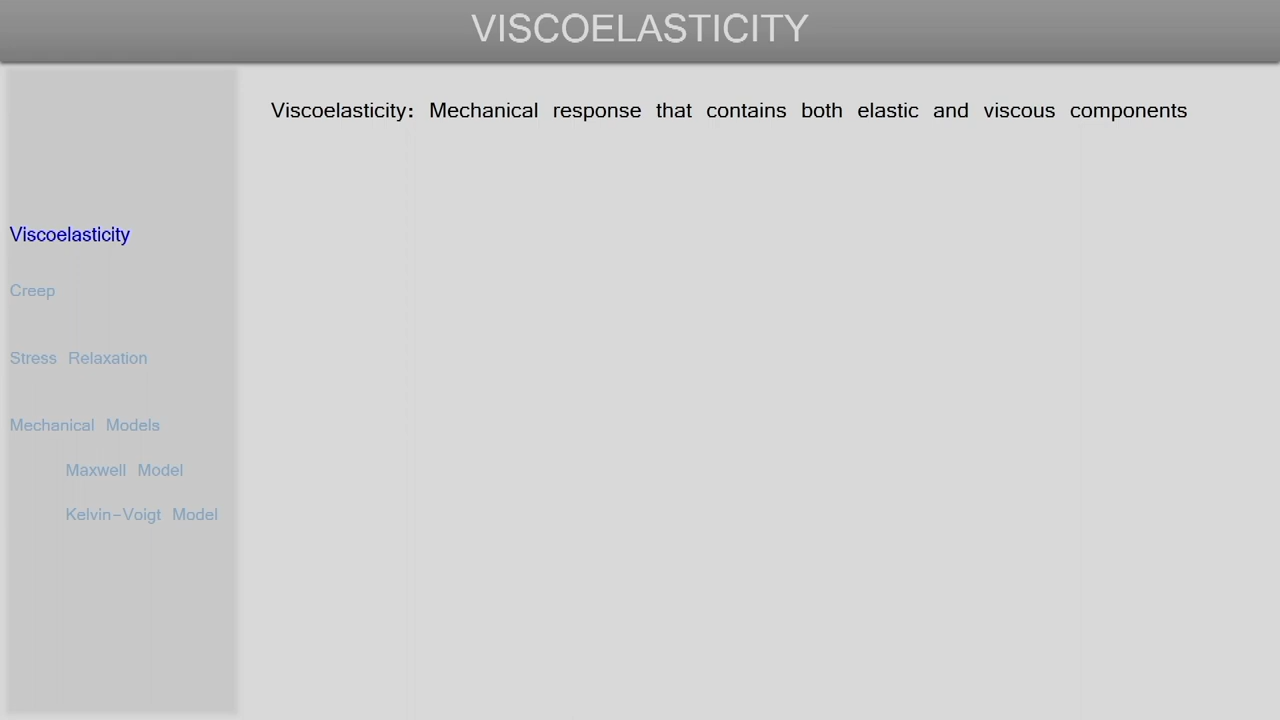 VISCOELASTICITY
Viscoelasticity: Mechanical response that contains both elastic and viscous components
Viscoelasticity
Creep
Stress Relaxation
Mechanical Models
Maxwell Model
Kelvin-Voigt Model